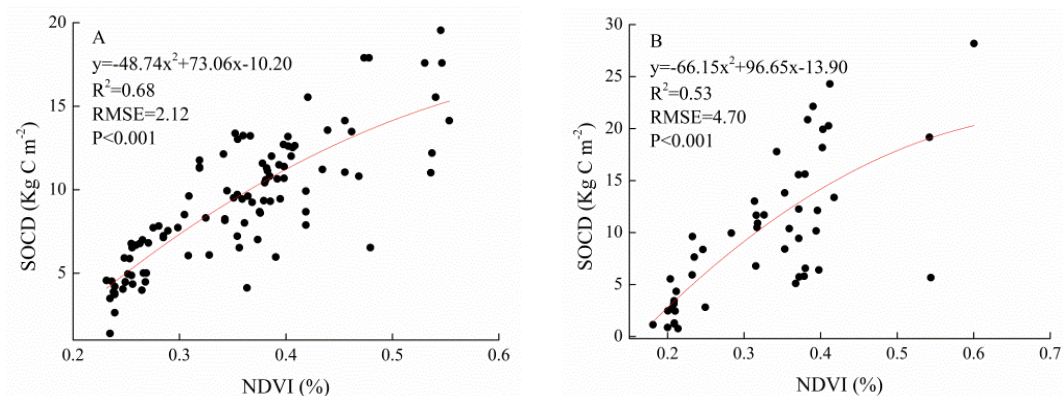 A
y=-48.74x²+73.06x-10.20
R²=0.68
RMSE=2.12
P<0.001
20
15
10
5
SOCD (Kg C m⁻²)
0.2 0.3 0.4 0.5 0.6
NDVI (%)
B
y=-66.15x²+96.65x-13.90
R²=0.53
RMSE=4.70
P<0.001
30
25
20
15
10
5
0
SOCD (Kg C m⁻²)
0.2 0.3 0.4 0.5 0.6 0.7
NDVI (%)